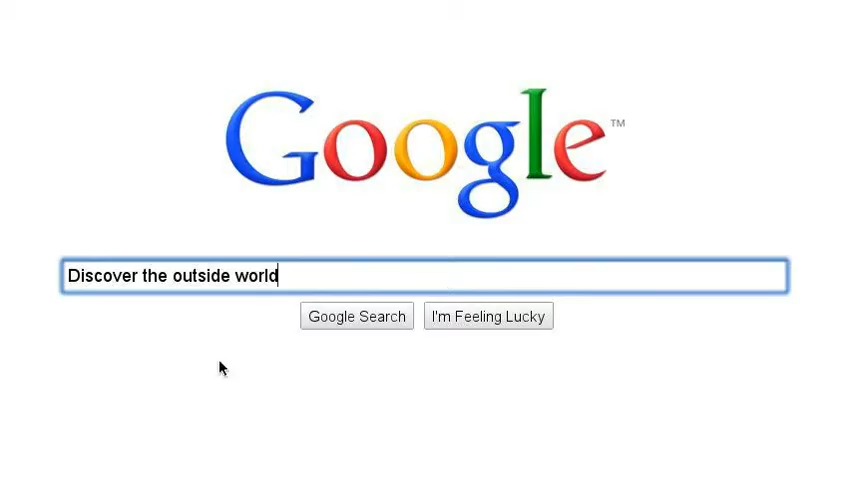 Google™
Discover the outside world
Google Search
I'm Feeling Lucky